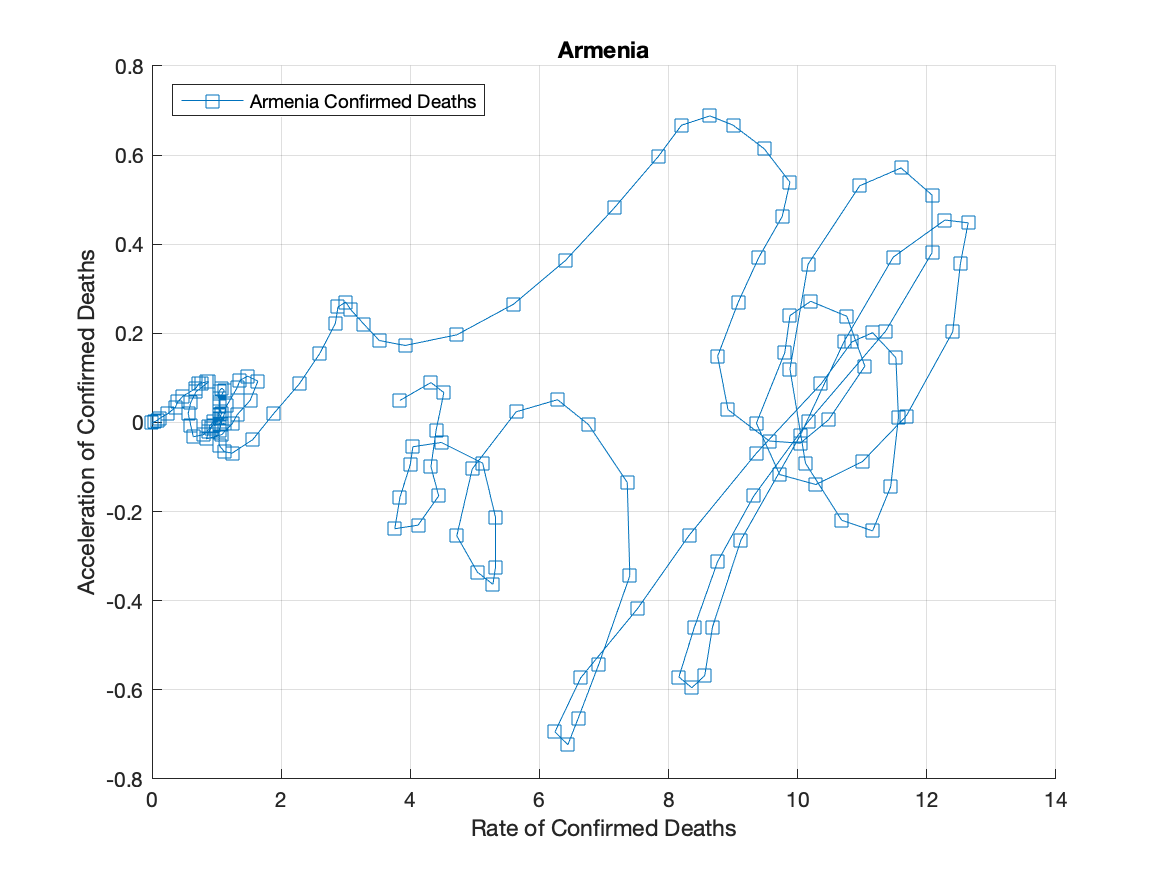 Armenia
Armenia Confirmed Deaths
0.8
0.6
0.4
0.2
0
-0.2
-0.4
-0.6
-0.8
Acceleration of Confirmed Deaths
0 2 4 6 8 10 12 14
Rate of Confirmed Deaths